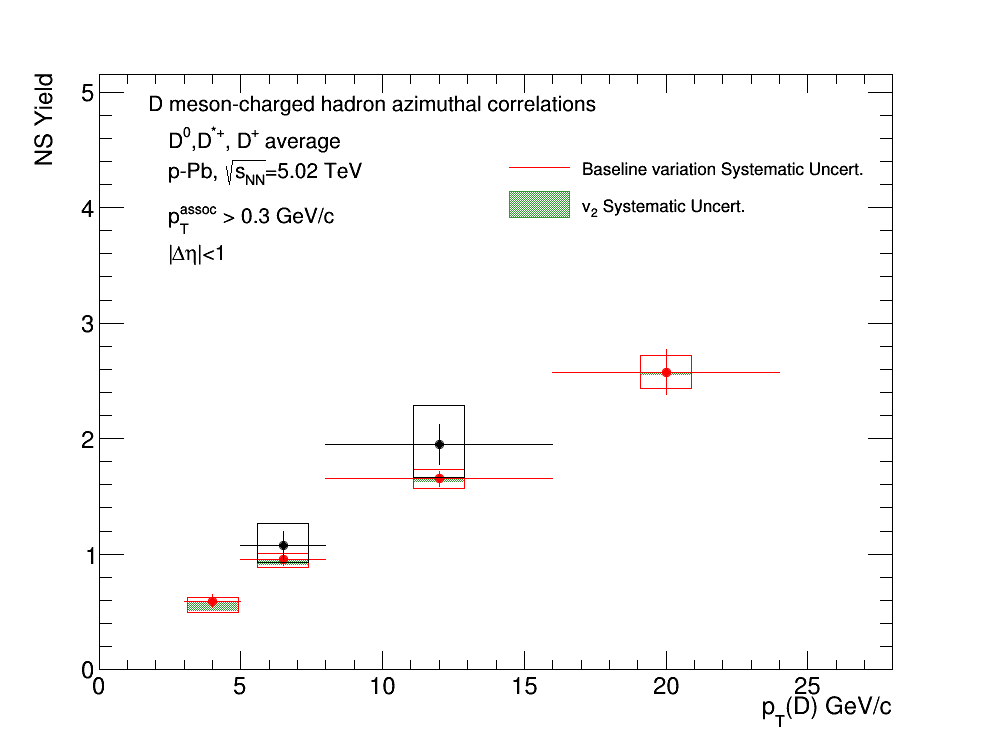 NS Yield
D meson-charged hadron azimuthal correlations
D⁰,D*⁺, D⁺ average
p-Pb, √sNN=5.02 TeV
pT^assoc > 0.3 GeV/c
|Δη|<1
Baseline variation Systematic Uncert.
v₂ Systematic Uncert.
5
4
3
2
1
0
0 5 10 15 20 25
pT(D) GeV/c